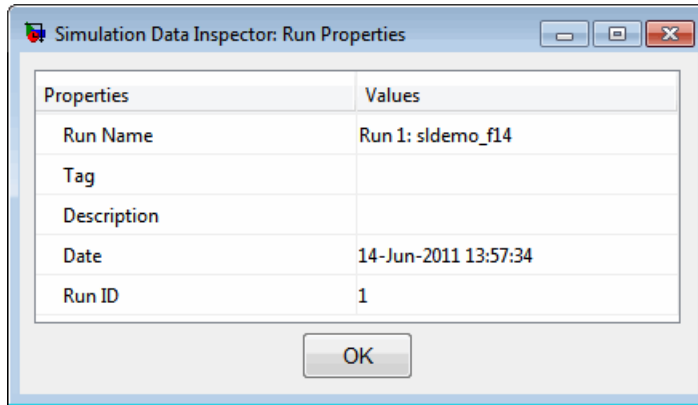 Simulation Data Inspector: Run Properties
Properties Values
Run Name Run 1: sldemo_f14
Tag
Description
Date 14-Jun-2011 13:57:34
Run ID 1
OK